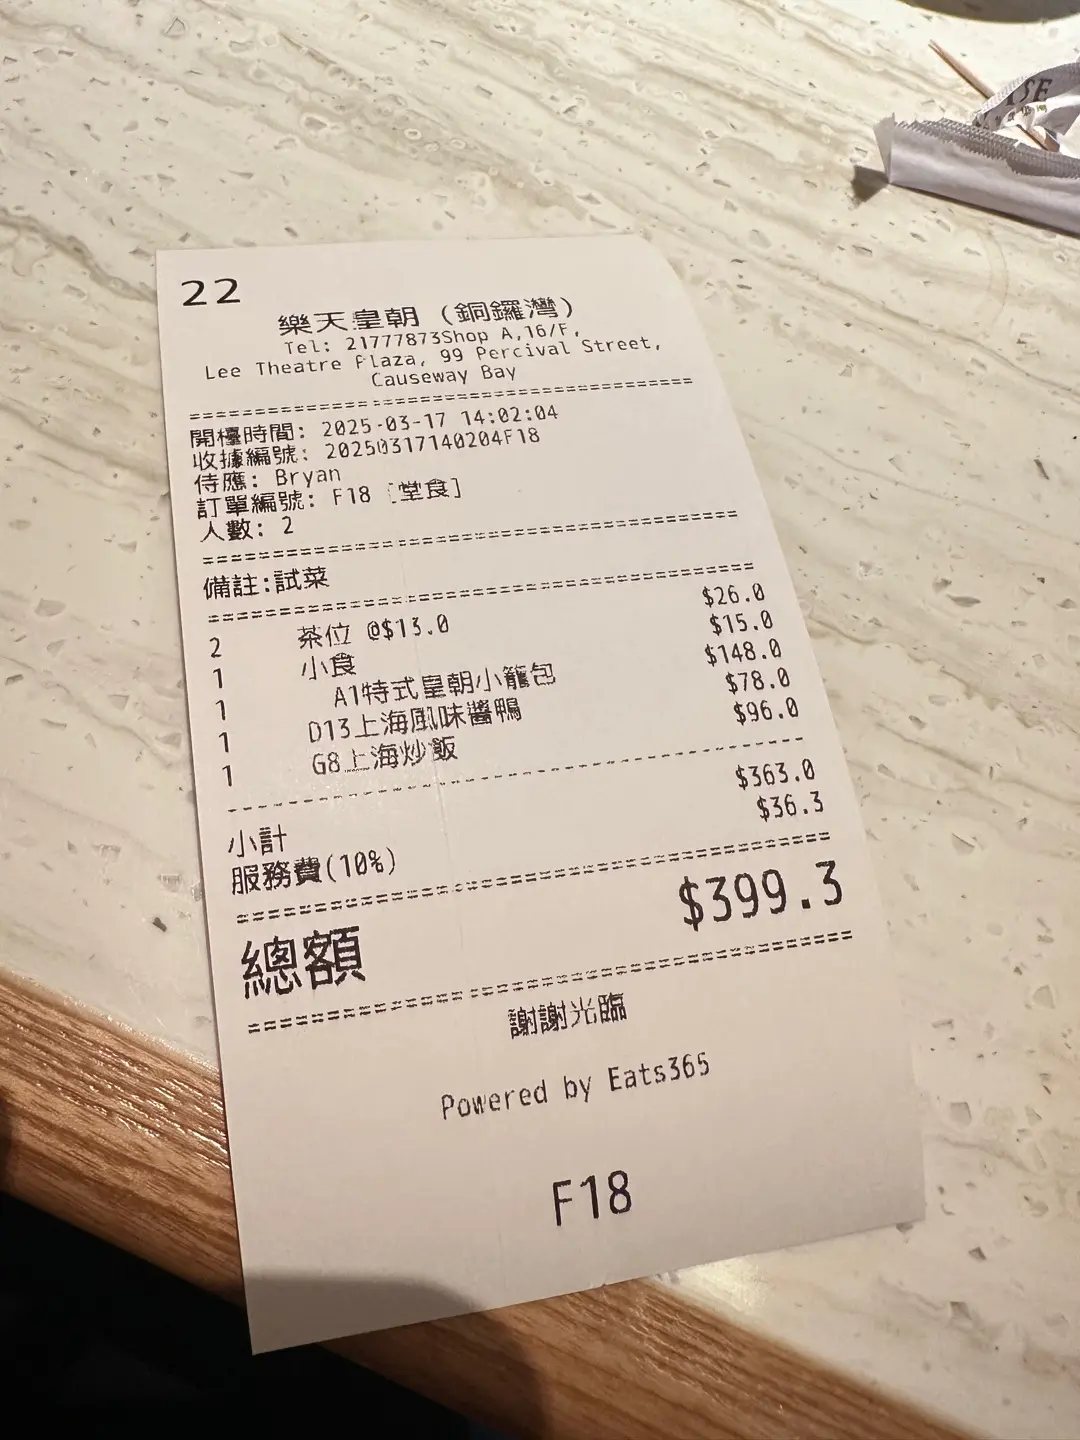 22
樂天皇朝 (銅鑼灣)
Tel: 21777873Shop A,16/F,
Lee Theatre Plaza, 99 Percival Street,
Causeway Bay
開檯時間: 2025-03-17 14:02:04
收據編號: 20250317140204F18
侍應: Bryan
訂單編號: F18 [堂食]
人數: 2
備註:試菜
2 茶位 @$13.0 $26.0
1 小食 $15.0
1 A1特式皇朝小籠包 $148.0
1 D13上海風味醬鴨 $78.0
1 G8上海炒飯 $96.0
小計 $363.0
服務費(10%) $36.3
總額 $399.3
謝謝光臨
Powered by Eats365
F18